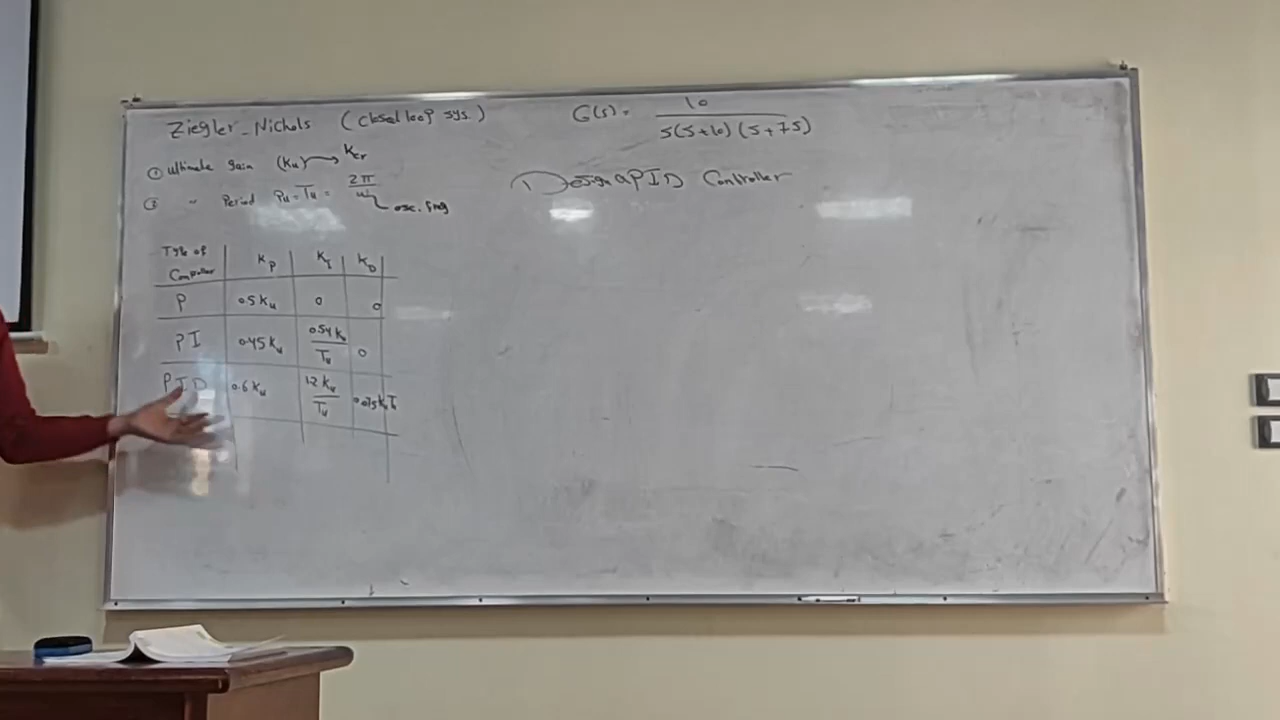 Ziegler-Nichols (closed loop sys.)
① ultimate gain (Ku) → Kcr
② " Period Pu = Tu = 2π / ω osc. freq
G(s) = 10 / s(s+10)(s+75)
Design a PID Controller
Type of Controller | KP | KI | KD
P | 0.5 Ku | 0 | 0
PI | 0.45 Ku | 0.54 Ku / Tu | 0
PID | 0.6 Ku | 1.2 Ku / Tu | 0.075 Ku Tu